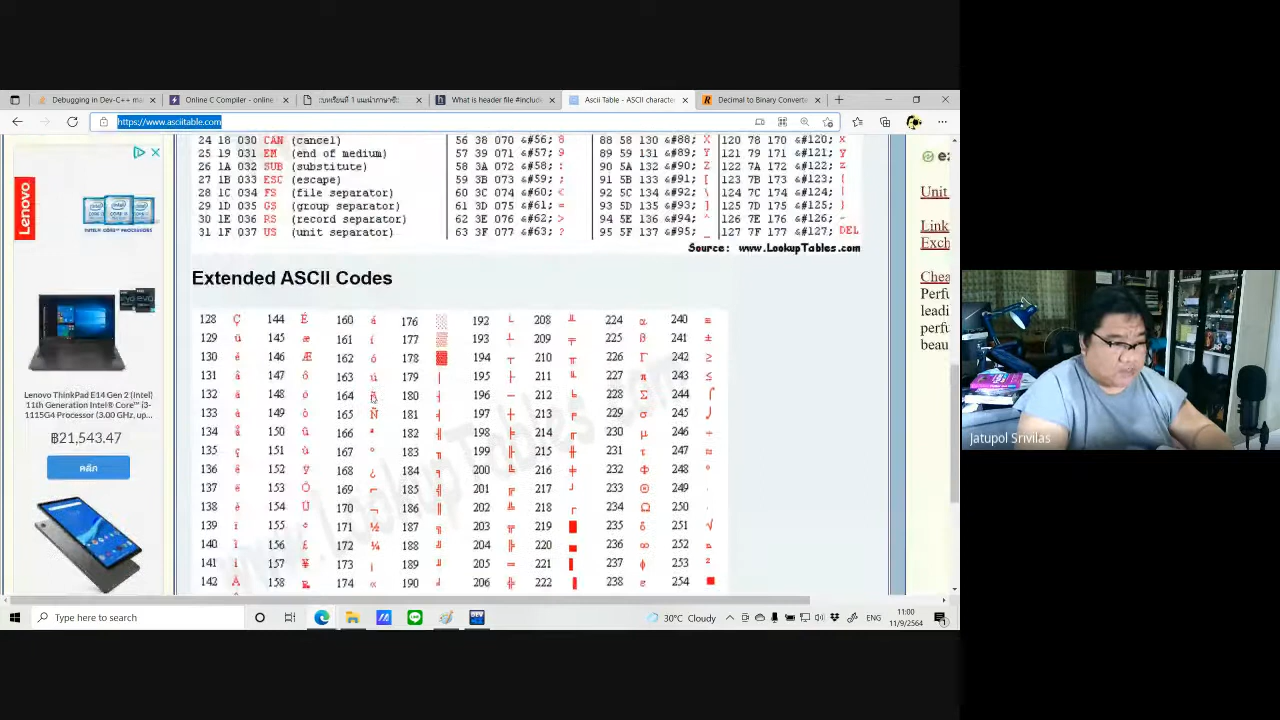 Debugging in Dev-C++ ma
Online C Compiler - online
What is header file #include
Ascii Table - ASCII character
Decimal to Binary Converte
https://www.asciitable.com
24 18 030 CAN (cancel) 56 38 070 &#56; 8 88 58 130 &#88; X 120 78 170 &#120; x
25 19 031 EM (end of medium) 57 39 071 &#57; 9 89 59 131 &#89; Y 121 79 171 &#121; y
26 1A 032 SUB (substitute) 58 3A 072 &#58; : 90 5A 132 &#90; Z 122 7A 172 &#122; z
27 1B 033 ESC (escape) 59 3B 073 &#59; ; 91 5B 133 &#91; [ 123 7B 173 &#123; {
28 1C 034 FS (file separator) 60 3C 074 &#60; < 92 5C 134 &#92; \ 124 7C 174 &#124; |
29 1D 035 GS (group separator) 61 3D 075 &#61; = 93 5D 135 &#93; ] 125 7D 175 &#125; }
30 1E 036 RS (record separator) 62 3E 076 &#62; > 94 5E 136 &#94; ^ 126 7E 176 &#126; ~
31 1F 037 US (unit separator) 63 3F 077 &#63; ? 95 5F 137 &#95; _ 127 7F 177 &#127; DEL
Source: www.LookupTables.com
Extended ASCII Codes
128 Ç 144 É 160 á 176 ░ 192 └ 208 ╨ 224 α 240 ≡
129 ü 145 æ 161 í 177 ▒ 193 ┴ 209 ╤ 225 ß 241 ±
130 é 146 Æ 162 ó 178 ▓ 194 ┬ 210 ╥ 226 Γ 242 ≥
131 â 147 ô 163 ú 179 │ 195 ├ 211 ╙ 227 π 243 ≤
132 ä 148 ö 164 ñ 180 ┤ 196 ─ 212 ╘ 228 Σ 244 ⌠
133 à 149 ò 165 Ñ 181 ╡ 197 ┼ 213 ╒ 229 σ 245 ⌡
134 å 150 û 166 ª 182 ╢ 198 ╞ 214 ╓ 230 µ 246 ÷
135 ç 151 ù 167 º 183 ╖ 199 ╟ 215 ╫ 231 τ 247 ≈
136 ê 152 ÿ 168 ¿ 184 ╕ 200 ╚ 216 ╪ 232 Φ 248 °
137 ë 153 Ö 169 ⌐ 185 ╣ 201 ╔ 217 ┘ 233 Θ 249 ∙
138 è 154 Ü 170 ¬ 186 ║ 202 ╩ 218 ┌ 234 Ω 250 ·
139 ï 155 ¢ 171 ½ 187 ╗ 203 ╦ 219 █ 235 δ 251 √
140 î 156 £ 172 ¼ 188 ╝ 204 ╠ 220 ▄ 236 ∞ 252 ⁿ
141 ì 157 ¥ 173 ¡ 189 ╜ 205 ═ 221 ▌ 237 φ 253 ²
142 Ä 158 ₧ 174 « 190 ╛ 206 ╬ 222 ▐ 238 ε 254 ■
www.LookupTables.com
Lenovo
Lenovo ThinkPad E14 Gen 2 (Intel)
11th Generation Intel® Core™ i3-
1115G4 Processor (3.00 GHz, up...
฿21,543.47
คลิก
Unit
Link
Exch
Chea
Perfu
leadi
perfu
beau
Jatupol Srivilas
Type here to search
30°C Cloudy
ENG
11:00
11/9/2564